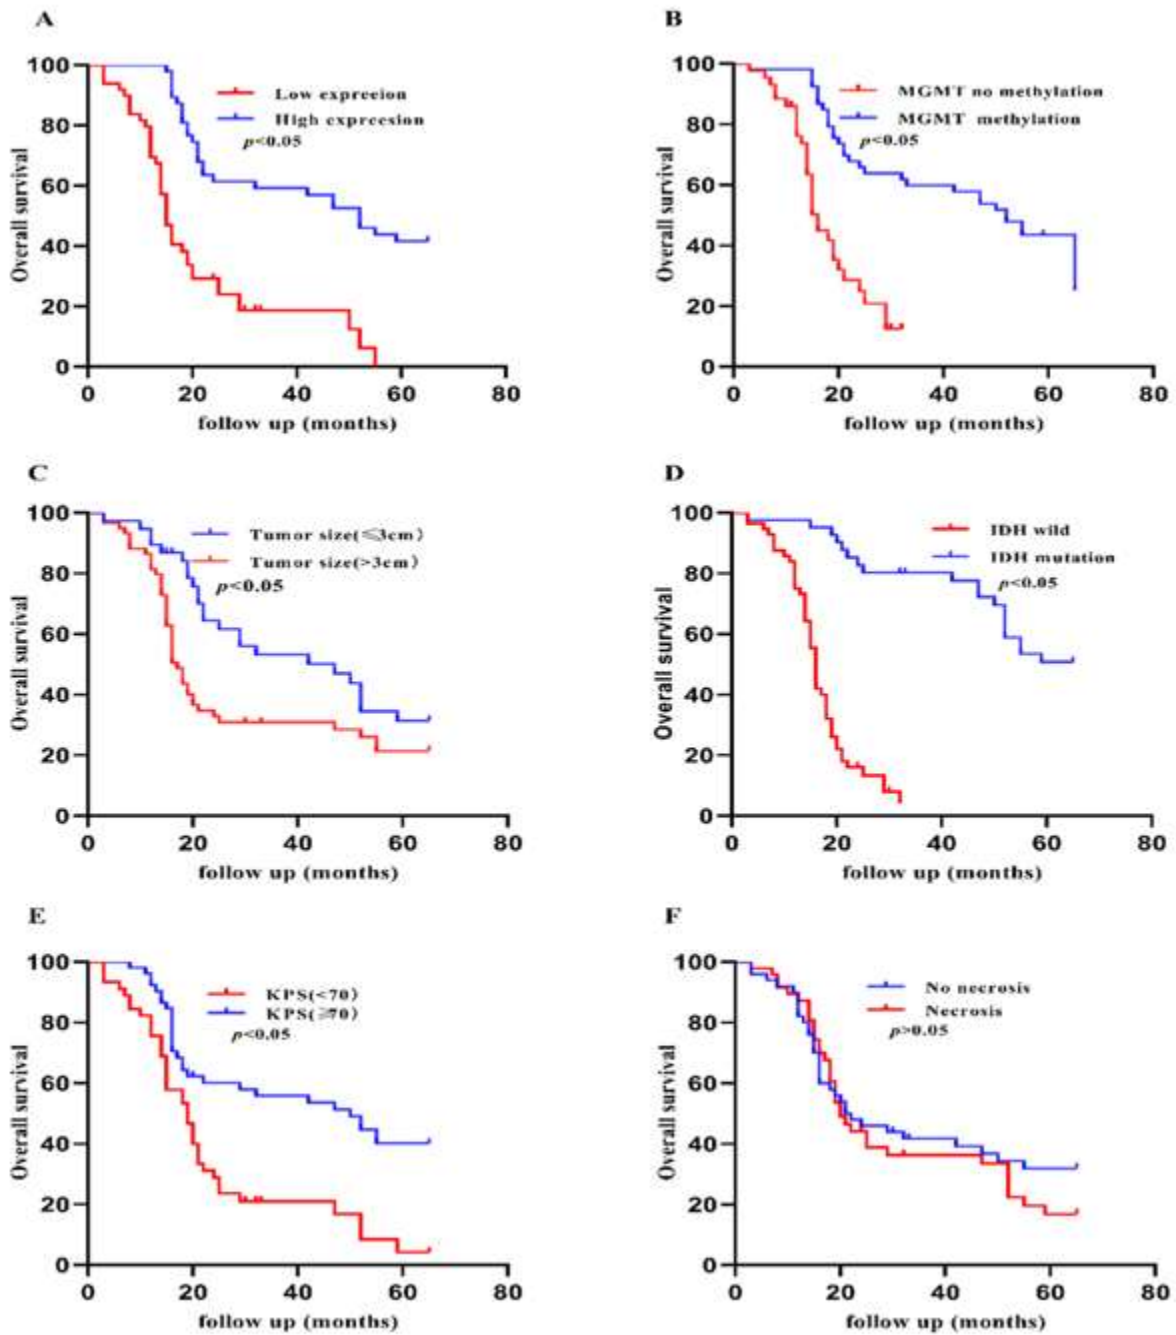 A
Overall survival
100
80
60
40
20
0
Low expreeion
High expreesion
p<0.05
0 20 40 60 80
follow up (months)
B
Overall survival
100
80
60
40
20
0
MGMT no methylation
MGMT methylation
p<0.05
0 20 40 60 80
follow up (months)
C
Overall survival
100
80
60
40
20
0
Tumor size(≤3cm)
Tumor size(>3cm)
p<0.05
0 20 40 60 80
follow up (months)
D
Overall survival
100
80
60
40
20
0
IDH wild
IDH mutation
p<0.05
0 20 40 60 80
follow up (months)
E
Overall survival
100
80
60
40
20
0
KPS(<70)
KPS(≥70)
p<0.05
0 20 40 60 80
follow up (months)
F
Overall survival
100
80
60
40
20
0
No necrosis
Necrosis
p>0.05
0 20 40 60 80
follow up (months)